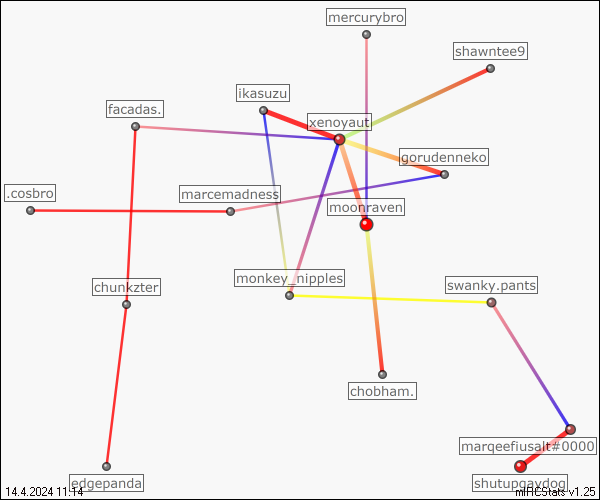 mercurybro
shawntee9
ikasuzu
facadas.
xenoyaut
gorudenneko
.cosbro
marcemadness
moonraven
monkey_nipples
swanky.pants
chunkzter
chobham.
marqeefiusalt#0000
edgepanda
shutupgaydog
14.4.2024 11:14
mIRCStats v1.25